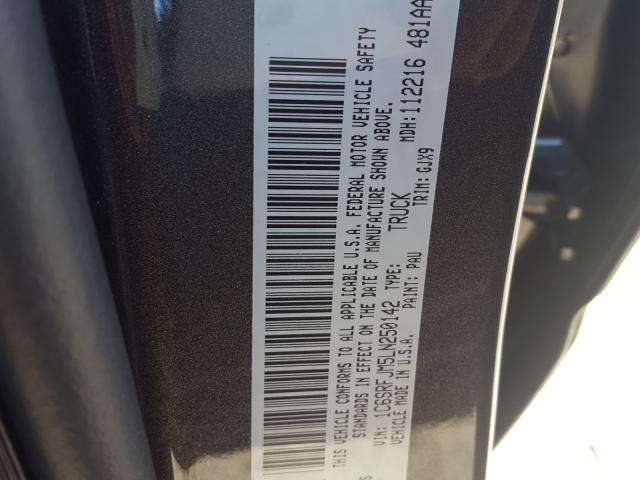 THIS VEHICLE CONFORMS TO ALL APPLICABLE U.S.A. FEDERAL MOTOR VEHICLE SAFETY
STANDARDS IN EFFECT ON THE DATE OF MANUFACTURE SHOWN ABOVE.
VIN: 1C6SRFJM5LN250142 TYPE: TRUCK MDH: 112216 481AA
VEHICLE MADE IN U.S.A. PAINT: PAU TRIM: GJX9